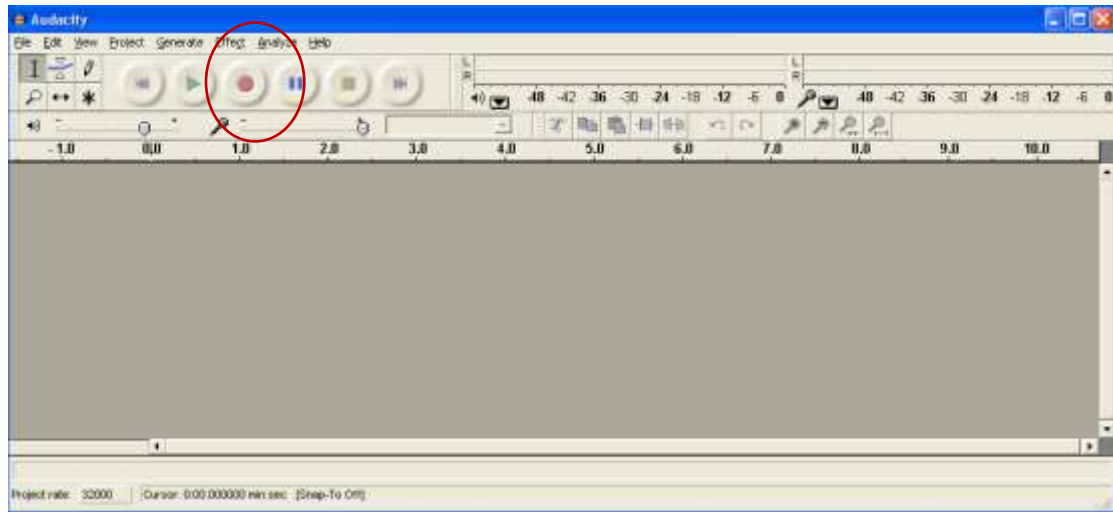 Audacity
File Edit View Project Generate Effect Analyze Help
L
R
-48 -42 -36 -30 -24 -18 -12 -6 0
L
R
-48 -42 -36 -30 -24 -18 -12 -6 0
- 1.0 0.0 1.0 2.0 3.0 4.0 5.0 6.0 7.0 8.0 9.0 10.0
Project rate: 32000 Cursor: 0:00.000000 min:sec [Snap-To Off]